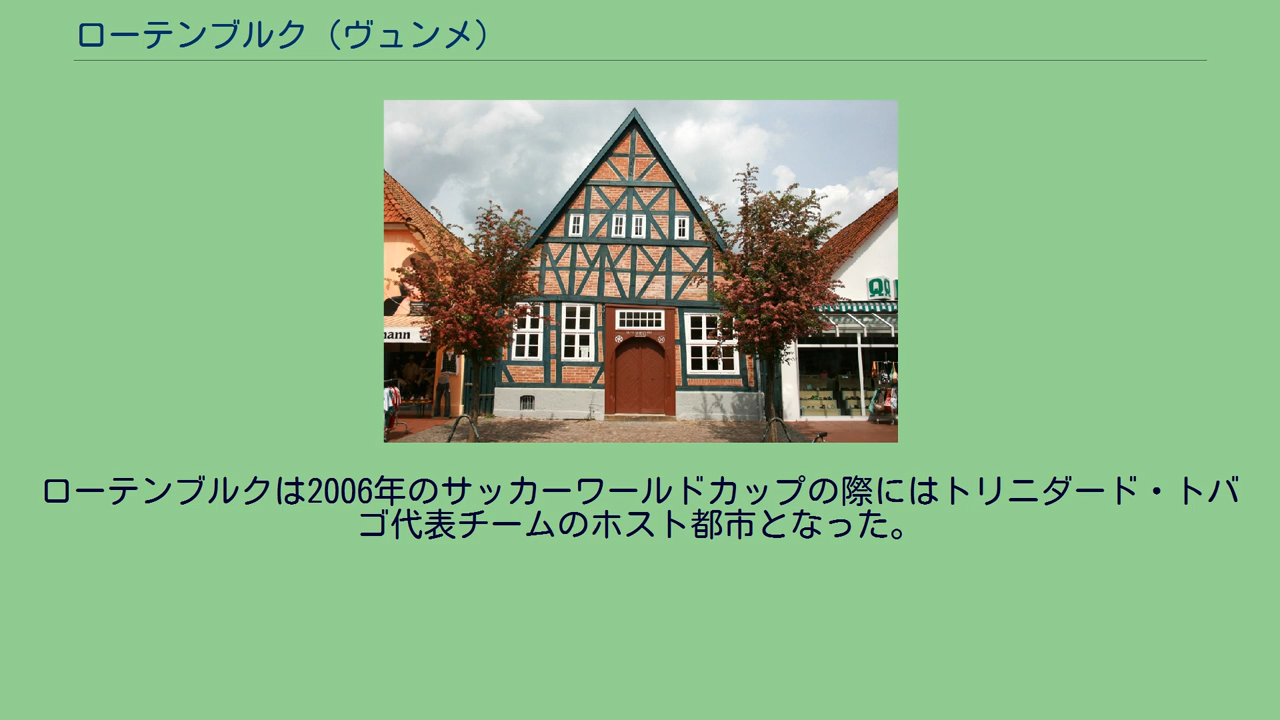 ローテンブルク（ヴュンメ）
mann
ローテンブルクは2006年のサッカーワールドカップの際にはトリニダード・トバ
ゴ代表チームのホスト都市となった。